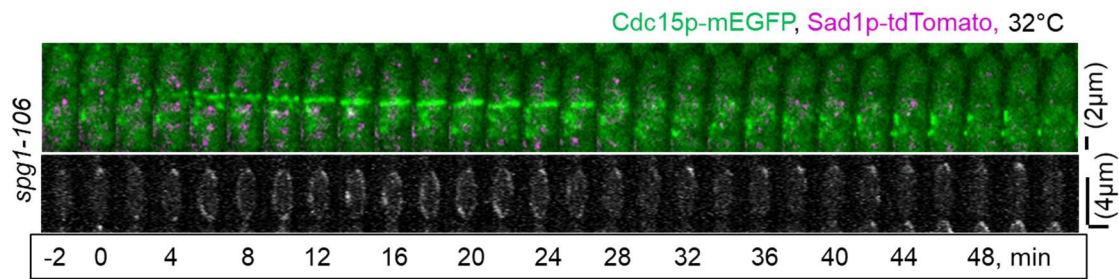 Cdc15p-mEGFP, Sad1p-tdTomato, 32°C
spg1-106
(2µm)
(4µm)
-2 0 4 8 12 16 20 24 28 32 36 40 44 48, min